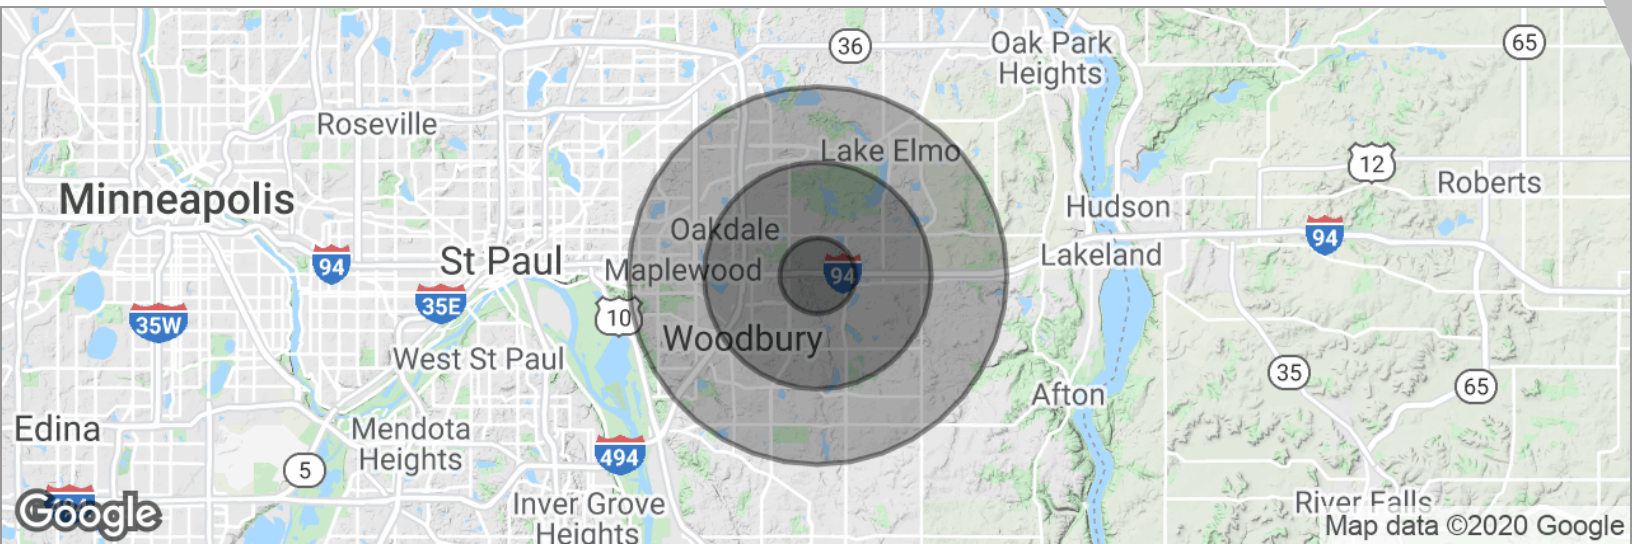 36
65
Oak Park
Heights
Roseville
Lake Elmo
12
Roberts
Minneapolis
Hudson
Oakdale
94
St Paul
Maplewood
94
Lakeland
94
35E
10
35W
Woodbury
West St Paul
35
65
Afton
Edina
Mendota
Heights
494
5
Inver Grove
Heights
River Falls
Google
Map data ©2020 Google